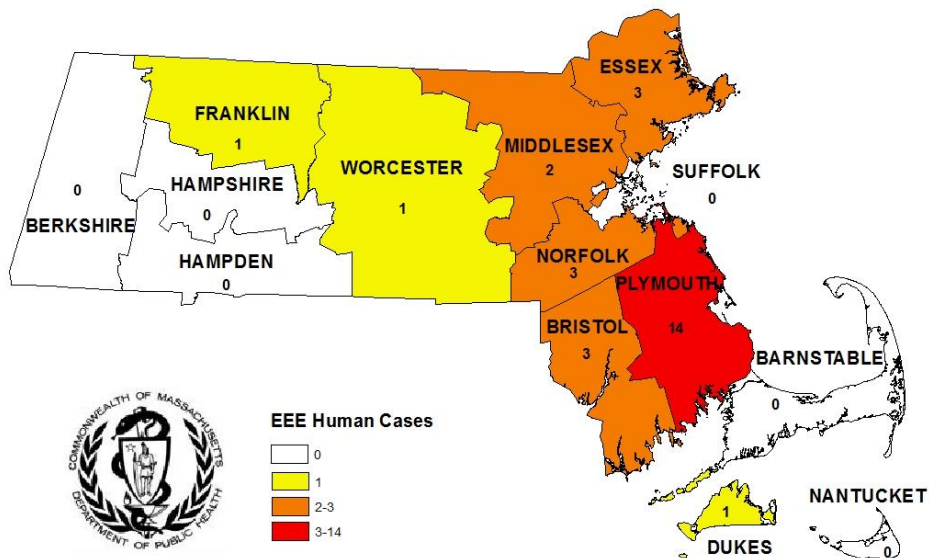 ESSEX
3
FRANKLIN
1
MIDDLESEX
2
WORCESTER
1
SUFFOLK
0
HAMPSHIRE
0
0
BERKSHIRE
NORFOLK
3
HAMPDEN
0
PLYMOUTH
14
BRISTOL
3
BARNSTABLE
0
COMMONWEALTH OF MASSACHUSETTS
DEPARTMENT OF PUBLIC HEALTH
EEE Human Cases
0
1
2-3
3-14
1
DUKES
NANTUCKET
0